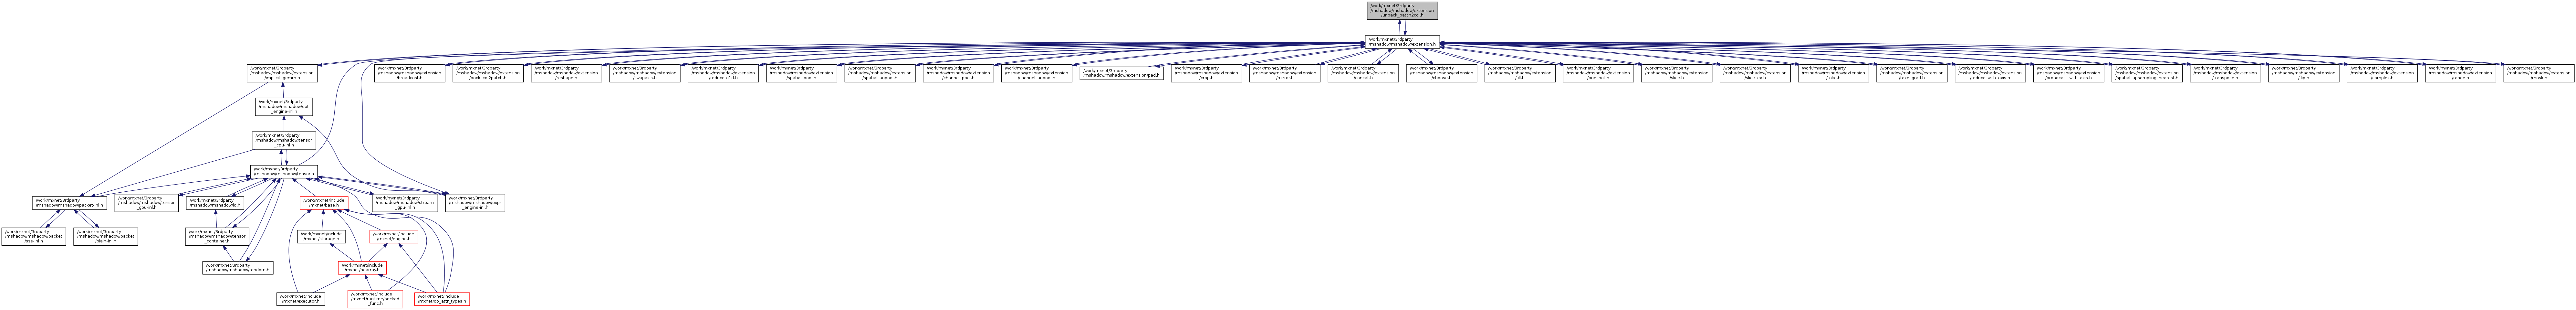 /work/mxnet/3rdparty
/mshadow/mshadow/extension
/unpack_patch2col.h
/work/mxnet/3rdparty
/mshadow/mshadow/extension.h
/work/mxnet/3rdparty
/mshadow/mshadow/extension
/implicit_gemm.h
/work/mxnet/3rdparty
/mshadow/mshadow/extension
/broadcast.h
/work/mxnet/3rdparty
/mshadow/mshadow/extension
/pack_col2patch.h
/work/mxnet/3rdparty
/mshadow/mshadow/extension
/reshape.h
/work/mxnet/3rdparty
/mshadow/mshadow/extension
/swapaxis.h
/work/mxnet/3rdparty
/mshadow/mshadow/extension
/reduceto1d.h
/work/mxnet/3rdparty
/mshadow/mshadow/extension
/spatial_pool.h
/work/mxnet/3rdparty
/mshadow/mshadow/extension
/spatial_unpool.h
/work/mxnet/3rdparty
/mshadow/mshadow/extension
/channel_pool.h
/work/mxnet/3rdparty
/mshadow/mshadow/extension
/channel_unpool.h
/work/mxnet/3rdparty
/mshadow/mshadow/extension/pad.h
/work/mxnet/3rdparty
/mshadow/mshadow/extension
/crop.h
/work/mxnet/3rdparty
/mshadow/mshadow/extension
/mirror.h
/work/mxnet/3rdparty
/mshadow/mshadow/extension
/concat.h
/work/mxnet/3rdparty
/mshadow/mshadow/extension
/choose.h
/work/mxnet/3rdparty
/mshadow/mshadow/extension
/fill.h
/work/mxnet/3rdparty
/mshadow/mshadow/extension
/one_hot.h
/work/mxnet/3rdparty
/mshadow/mshadow/extension
/slice.h
/work/mxnet/3rdparty
/mshadow/mshadow/extension
/slice_ex.h
/work/mxnet/3rdparty
/mshadow/mshadow/extension
/take.h
/work/mxnet/3rdparty
/mshadow/mshadow/extension
/take_grad.h
/work/mxnet/3rdparty
/mshadow/mshadow/extension
/reduce_with_axis.h
/work/mxnet/3rdparty
/mshadow/mshadow/extension
/broadcast_with_axis.h
/work/mxnet/3rdparty
/mshadow/mshadow/extension
/spatial_upsampling_nearest.h
/work/mxnet/3rdparty
/mshadow/mshadow/extension
/transpose.h
/work/mxnet/3rdparty
/mshadow/mshadow/extension
/flip.h
/work/mxnet/3rdparty
/mshadow/mshadow/extension
/complex.h
/work/mxnet/3rdparty
/mshadow/mshadow/extension
/range.h
/work/mxnet/3rdparty
/mshadow/mshadow/extension
/mask.h
/work/mxnet/3rdparty
/mshadow/mshadow/dot
_engine-inl.h
/work/mxnet/3rdparty
/mshadow/mshadow/tensor
_cpu-inl.h
/work/mxnet/3rdparty
/mshadow/mshadow/tensor.h
/work/mxnet/3rdparty
/mshadow/mshadow/packet-inl.h
/work/mxnet/3rdparty
/mshadow/mshadow/tensor
_gpu-inl.h
/work/mxnet/3rdparty
/mshadow/mshadow/io.h
/work/mxnet/include
/mxnet/base.h
/work/mxnet/3rdparty
/mshadow/mshadow/stream
_gpu-inl.h
/work/mxnet/3rdparty
/mshadow/mshadow/expr
_engine-inl.h
/work/mxnet/3rdparty
/mshadow/mshadow/packet
/sse-inl.h
/work/mxnet/3rdparty
/mshadow/mshadow/packet
/plain-inl.h
/work/mxnet/3rdparty
/mshadow/mshadow/tensor
_container.h
/work/mxnet/include
/mxnet/storage.h
/work/mxnet/include
/mxnet/engine.h
/work/mxnet/3rdparty
/mshadow/mshadow/random.h
/work/mxnet/include
/mxnet/ndarray.h
/work/mxnet/include
/mxnet/executor.h
/work/mxnet/include
/mxnet/runtime/packed
_func.h
/work/mxnet/include
/mxnet/op_attr_types.h